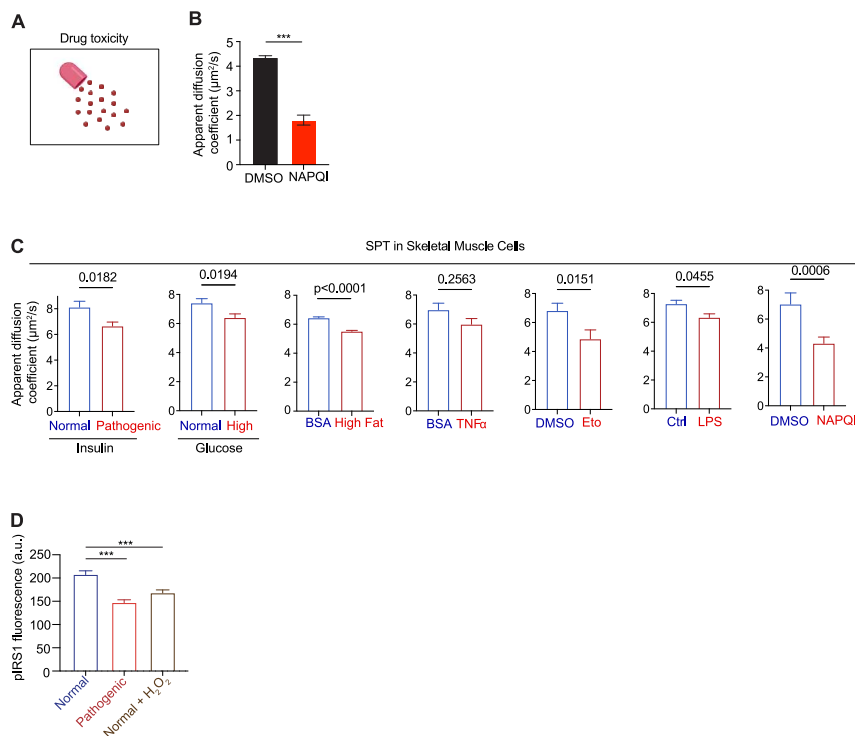 A
Drug toxicity
B
***
Apparent diffusion
coefficient (μm²/s)
5
4
3
2
1
0
DMSO NAPQI
C
SPT in Skeletal Muscle Cells
Apparent diffusion
coefficient (μm²/s)
0.0182
8
6
4
2
0
Normal Pathogenic
Insulin
0.0194
8
6
4
2
0
Normal High
Glucose
p<0.0001
8
6
4
2
0
BSA High Fat
0.2563
8
6
4
2
0
BSA TNFα
0.0151
8
6
4
2
0
DMSO Eto
0.0455
8
6
4
2
0
Ctrl LPS
0.0006
8
6
4
2
0
DMSO NAPQI
D
pIRS1 fluorescence (a.u.)
***
***
250
200
150
100
50
0
Normal
Pathogenic
Normal + H₂O₂